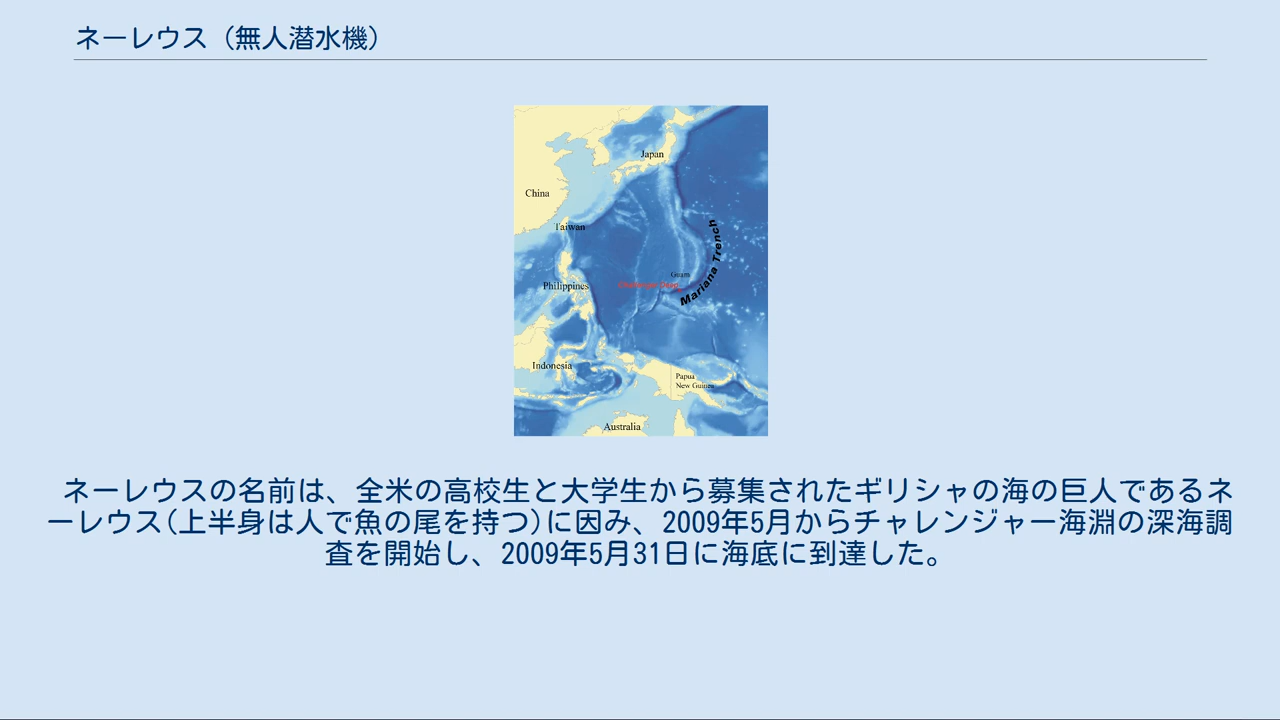 ネーレウス（無人潜水機）
Japan
China
Taiwan
Mariana Trench
Guam
Philippines
Indonesia
Papua
New Guinea
Australia
ネーレウスの名前は、全米の高校生と大学生から募集されたギリシャの海の巨人であるネ
ーレウス(上半身は人で魚の尾を持つ)に因み、2009年5月からチャレンジャー海淵の深海調
査を開始し、2009年5月31日に海底に到達した。